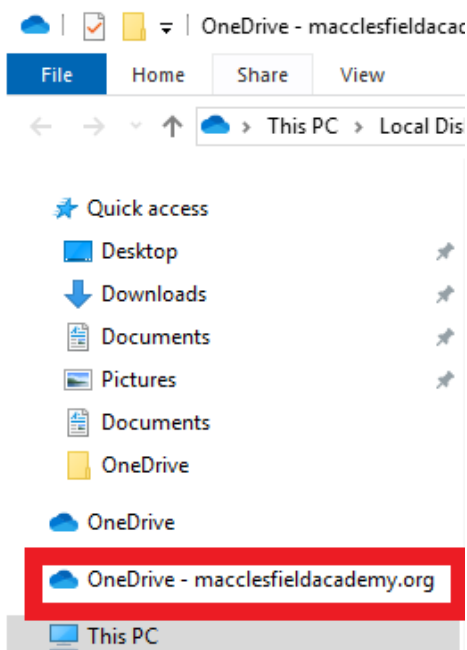 OneDrive - macclesfieldacad
File Home Share View
This PC > Local Dis
Quick access
Desktop
Downloads
Documents
Pictures
Documents
OneDrive
OneDrive
OneDrive - macclesfieldacademy.org
This PC